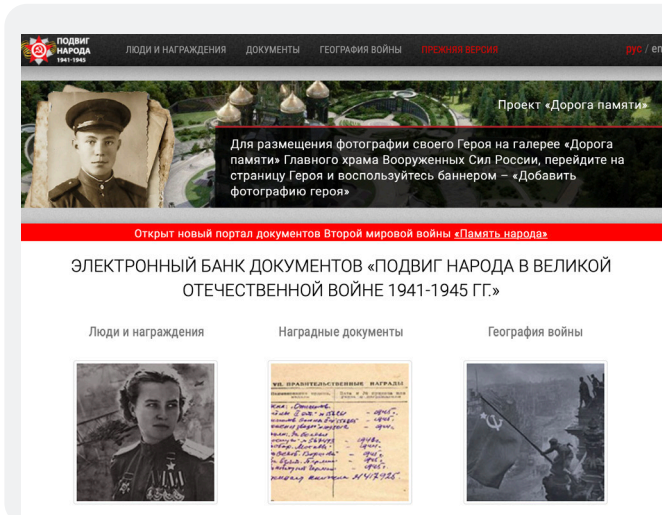 ПОДВИГ
НАРОДА
1941-1945
ЛЮДИ И НАГРАЖДЕНИЯ ДОКУМЕНТЫ ГЕОГРАФИЯ ВОЙНЫ ПРЕЖНЯЯ ВЕРСИЯ рус / en
Проект «Дорога памяти»
Для размещения фотографии своего Героя на галерее «Дорога
памяти» Главного храма Вооруженных Сил России, перейдите на
страницу Героя и воспользуйтесь баннером – «Добавить
фотографию героя»
Открыт новый портал документов Второй мировой войны «Память народа»
ЭЛЕКТРОННЫЙ БАНК ДОКУМЕНТОВ «ПОДВИГ НАРОДА В ВЕЛИКОЙ
ОТЕЧЕСТВЕННОЙ ВОЙНЕ 1941-1945 ГГ.»
Люди и награждения Наградные документы География войны
VII. ПРАВИТЕЛЬСТВЕННЫЕ НАГРАДЫ